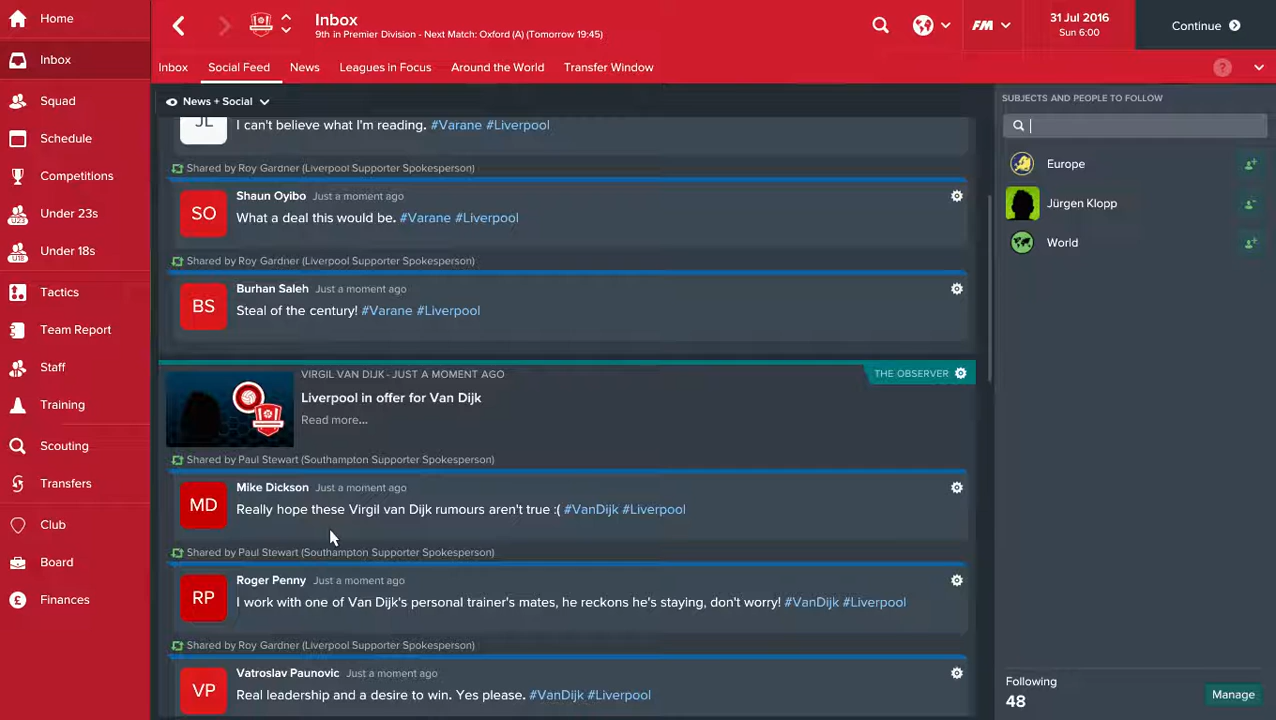 Home
Inbox
Squad
Schedule
Competitions
Under 23s
Under 18s
Tactics
Team Report
Staff
Training
Scouting
Transfers
Club
Board
Finances
U23
U18
Inbox
9th in Premier Division - Next Match: Oxford (A) (Tomorrow 19:45)
FM
31 Jul 2016
Sun 6:00
Continue
Inbox Social Feed News Leagues in Focus Around the World Transfer Window
?
News + Social
JL
I can't believe what I'm reading. #Varane #Liverpool
Shared by Roy Gardner (Liverpool Supporter Spokesperson)
SO
Shaun Oyibo Just a moment ago
What a deal this would be. #Varane #Liverpool
Shared by Roy Gardner (Liverpool Supporter Spokesperson)
BS
Burhan Saleh Just a moment ago
Steal of the century! #Varane #Liverpool
VIRGIL VAN DIJK - JUST A MOMENT AGO
THE OBSERVER
Liverpool in offer for Van Dijk
Read more...
Shared by Paul Stewart (Southampton Supporter Spokesperson)
MD
Mike Dickson Just a moment ago
Really hope these Virgil van Dijk rumours aren't true :( #VanDijk #Liverpool
Shared by Paul Stewart (Southampton Supporter Spokesperson)
RP
Roger Penny Just a moment ago
I work with one of Van Dijk's personal trainer's mates, he reckons he's staying, don't worry! #VanDijk #Liverpool
Shared by Roy Gardner (Liverpool Supporter Spokesperson)
VP
Vatroslav Paunovic Just a moment ago
Real leadership and a desire to win. Yes please. #VanDijk #Liverpool
SUBJECTS AND PEOPLE TO FOLLOW
Europe
Jürgen Klopp
World
Following
48
Manage